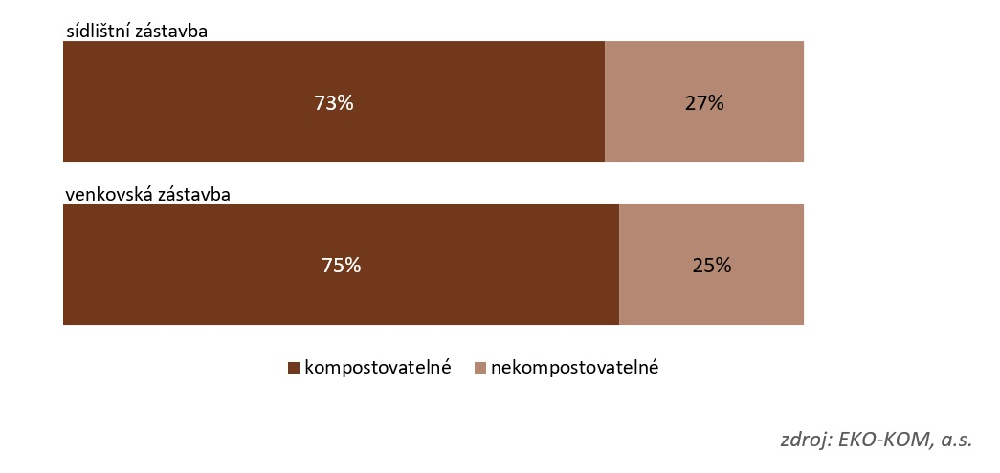 sídlištní zástavba
73% 27%
venkovská zástavba
75% 25%
kompostovatelné nekompostovatelné
zdroj: EKO-KOM, a.s.